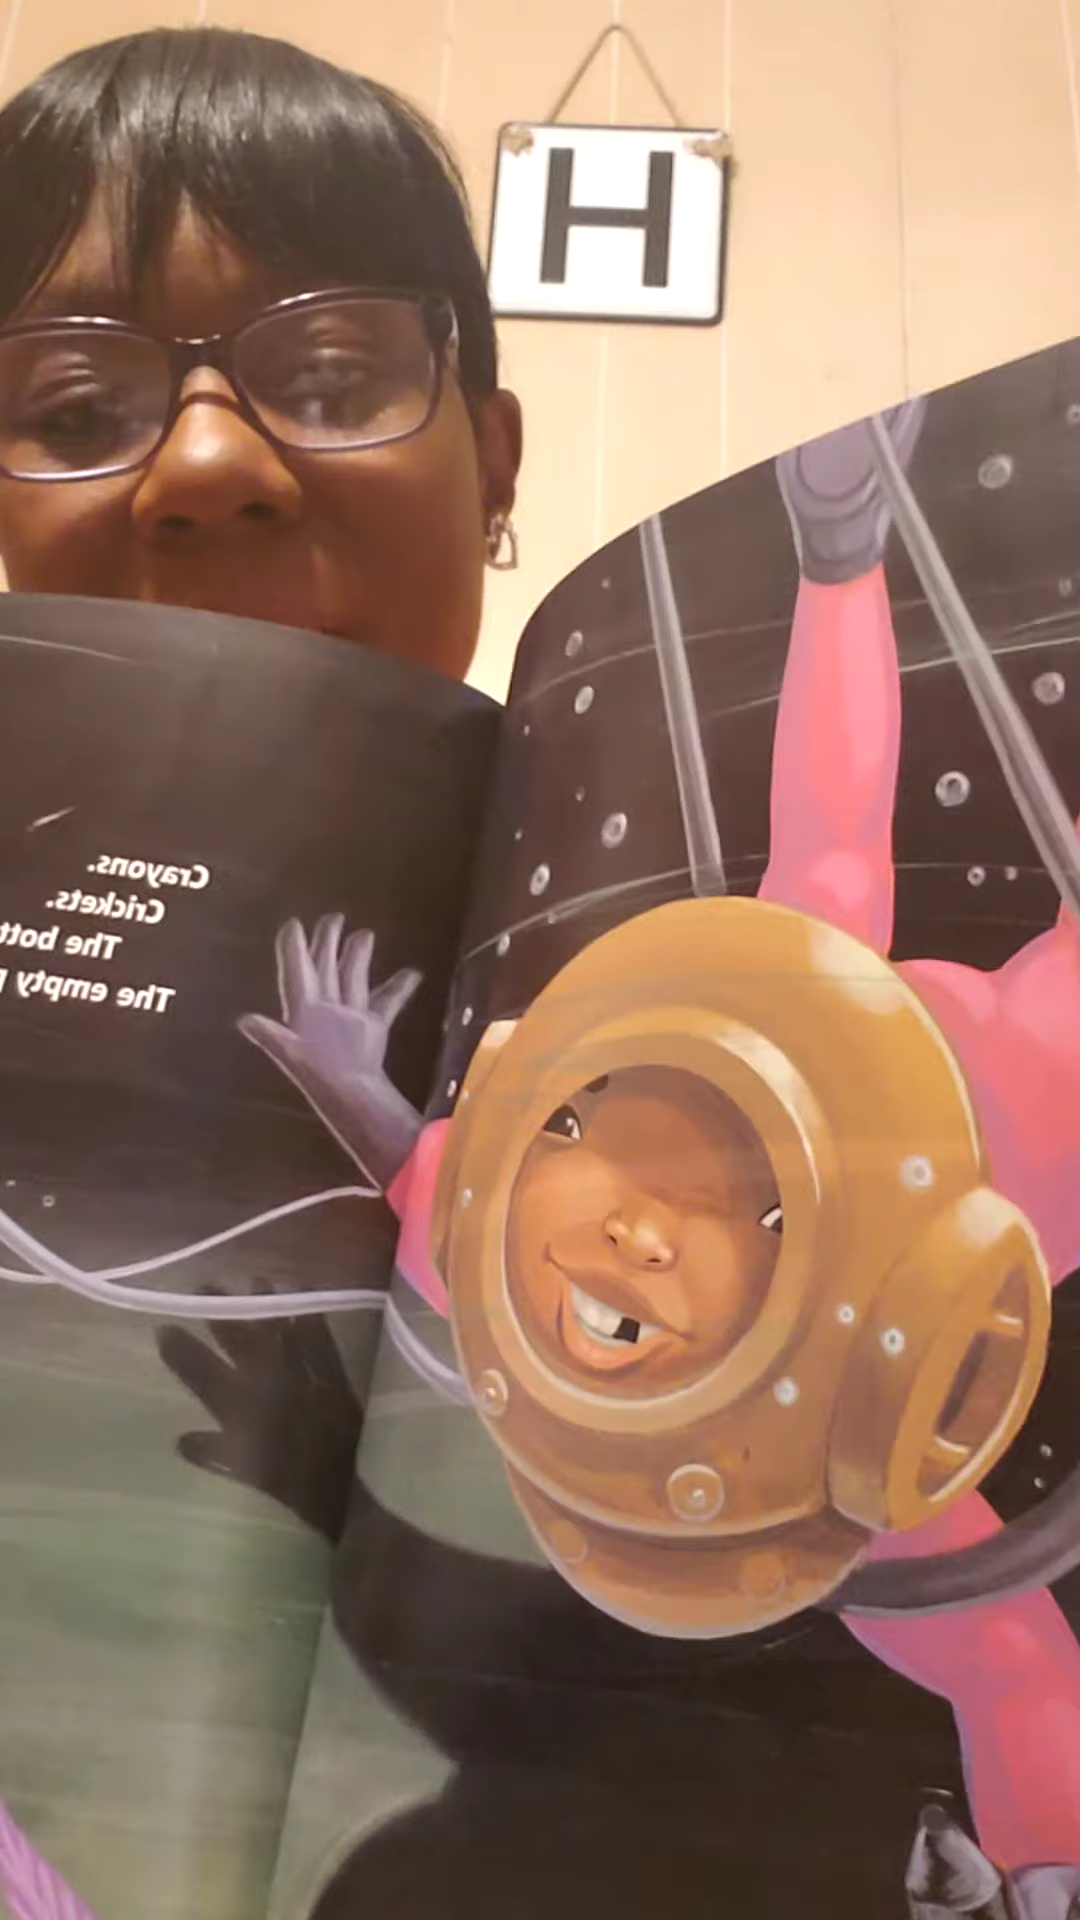 H
Crayons.
Crickets.
The
The empty